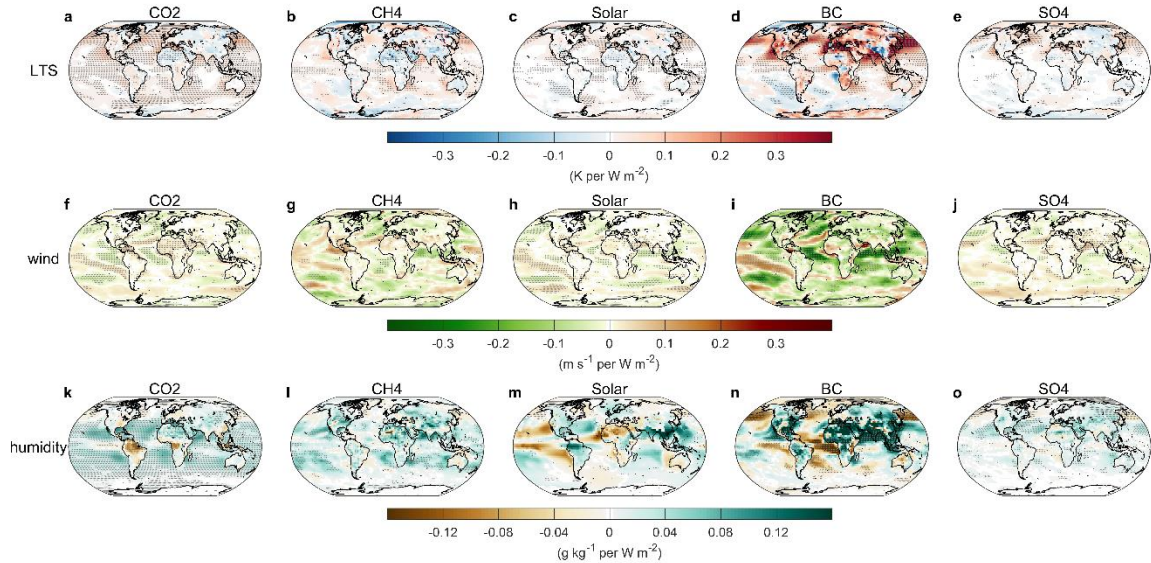 a CO2 b CH4 c Solar d BC e SO4
LTS
-0.3 -0.2 -0.1 0 0.1 0.2 0.3
(K per W m⁻²)
f CO2 g CH4 h Solar i BC j SO4
wind
-0.3 -0.2 -0.1 0 0.1 0.2 0.3
(m s⁻¹ per W m⁻²)
k CO2 l CH4 m Solar n BC o SO4
humidity
-0.12 -0.08 -0.04 0 0.04 0.08 0.12
(g kg⁻¹ per W m⁻²)